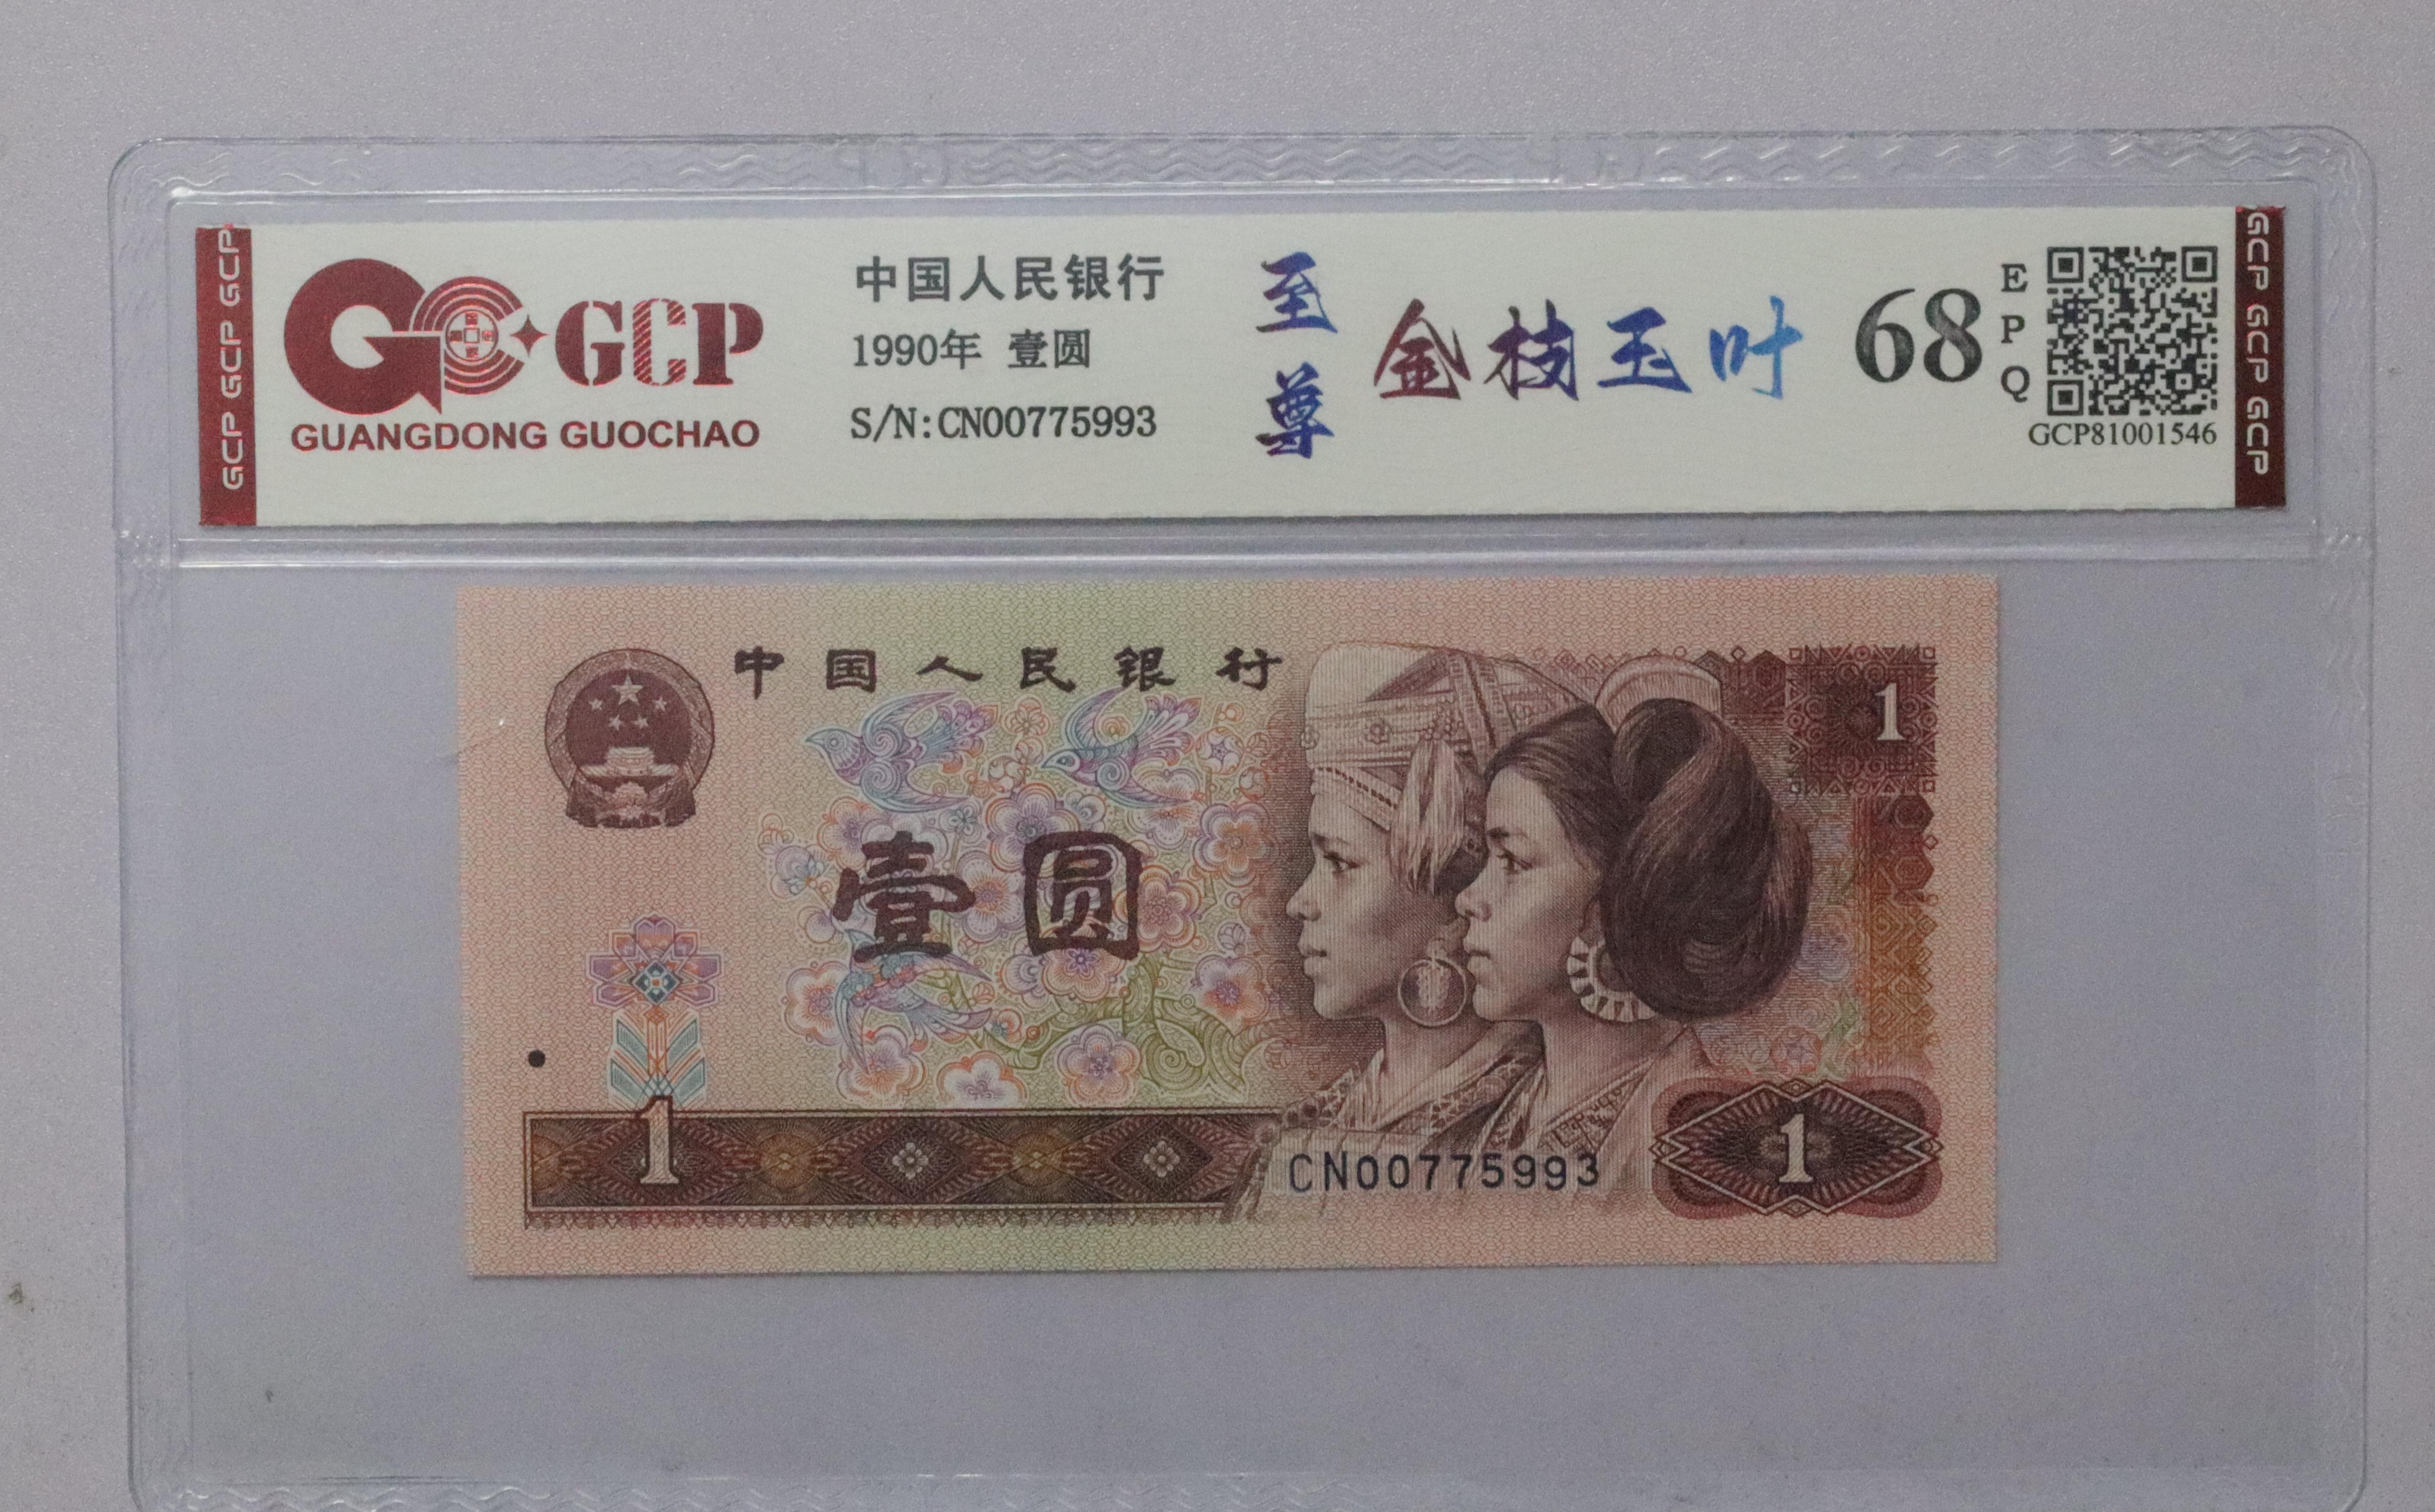 GCP GCP GCP
GCP
GUANGDONG GUOCHAO
中国人民银行
1990年 壹圆
S/N:CN00775993
至尊
金枝玉叶
68
EPQ
GCP81001546
GCP GCP GCP
中国人民银行
1
壹圆
1
CN00775993
1